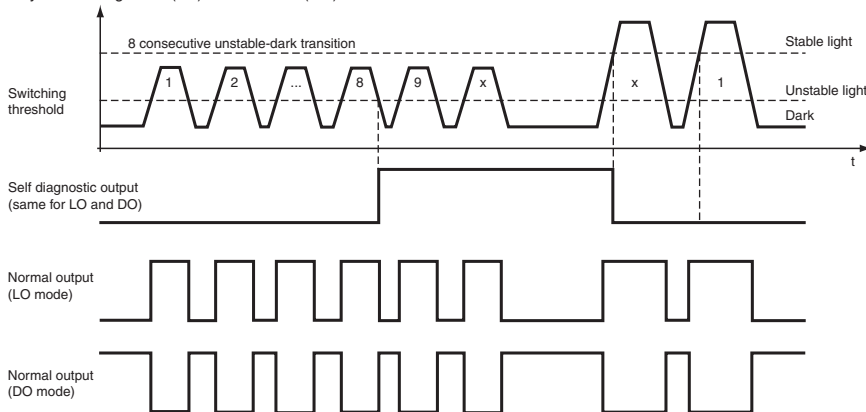 8 consecutive unstable-dark transition
Stable light
1 2 ... 8 9 x x 1
Switching
threshold
Unstable light
Dark
t
Self diagnostic output
(same for LO and DO)
Normal output
(LO mode)
Normal output
(DO mode)